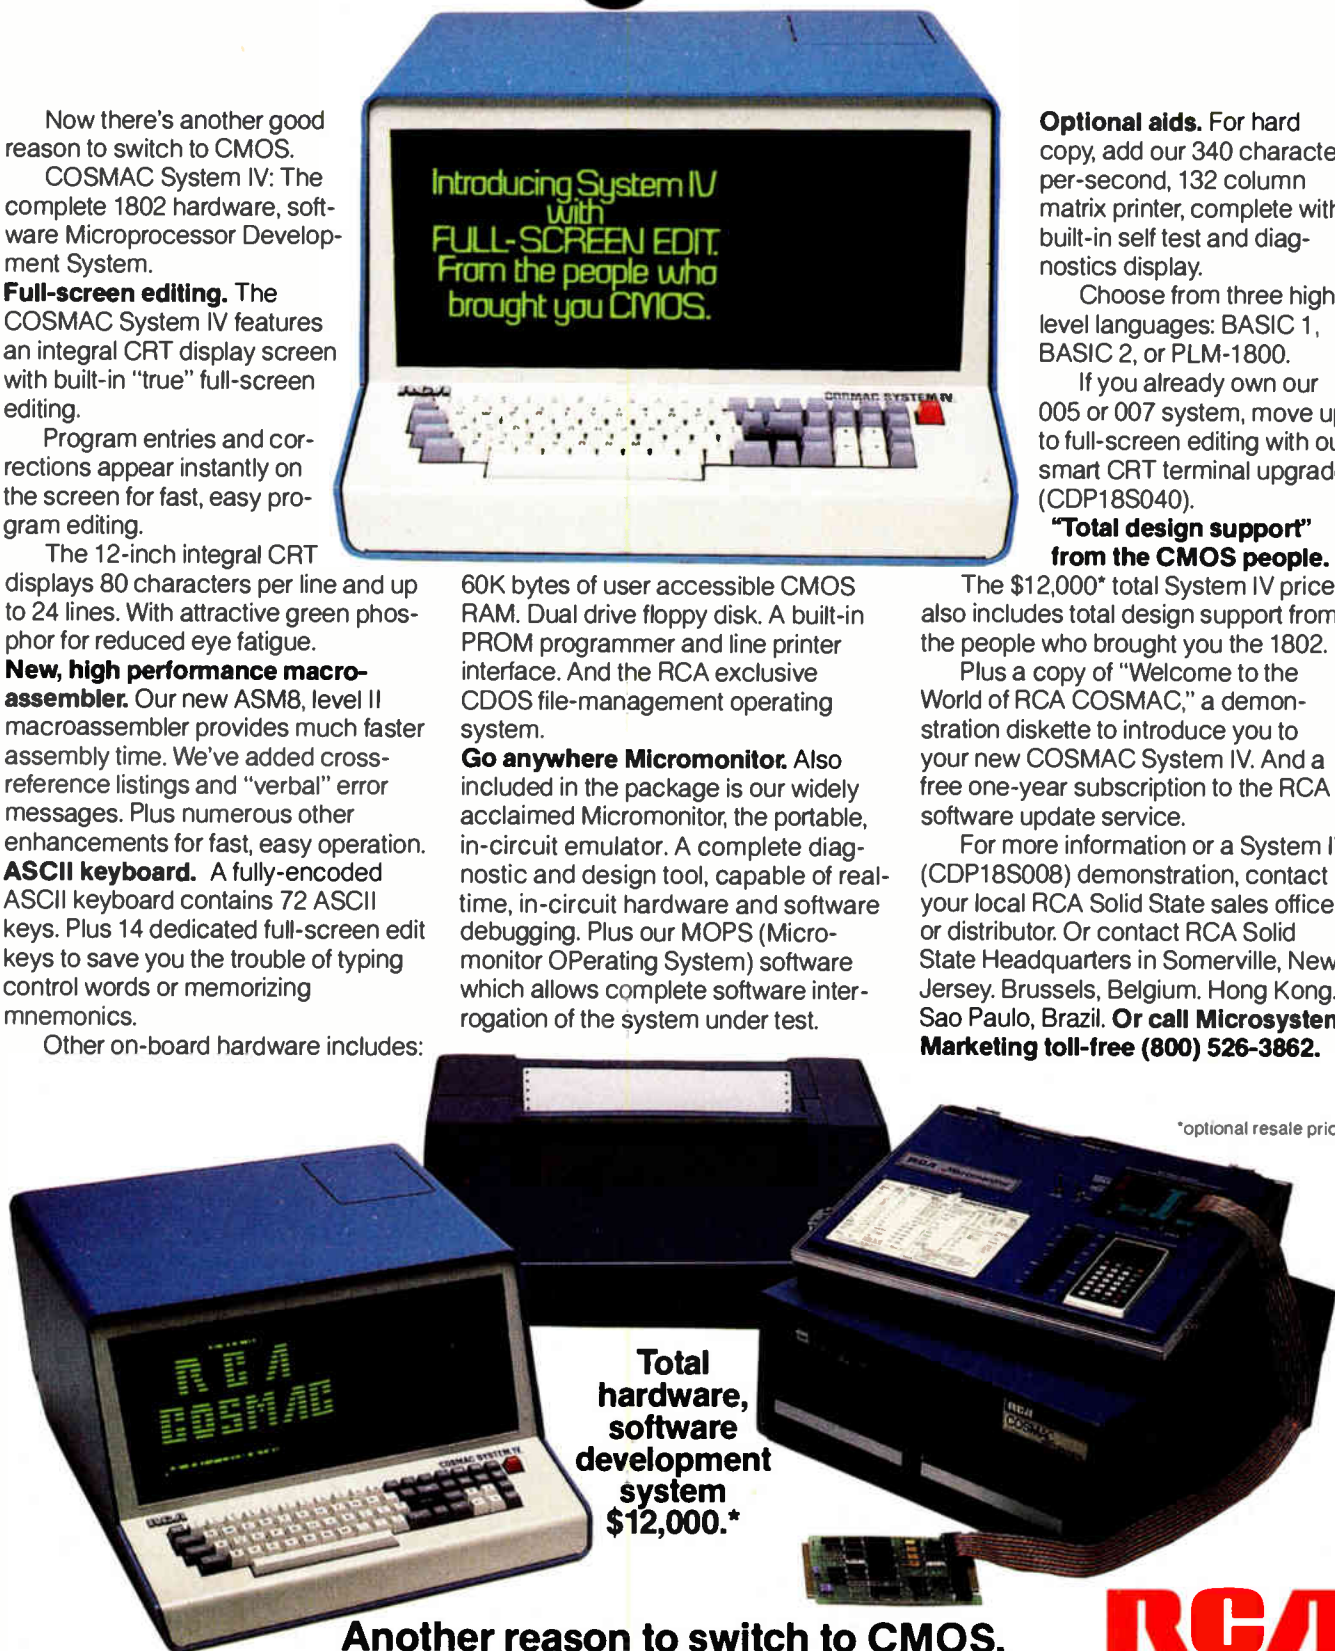 Now there's another good
reason to switch to CMOS.
COSMAC System IV: The
complete 1802 hardware, soft-
ware Microprocessor Develop-
ment System.
Full-screen editing. The
COSMAC System IV features
an integral CRT display screen
with built-in "true" full-screen
editing.
Program entries and cor-
rections appear instantly on
the screen for fast, easy pro-
gram editing.
The 12-inch integral CRT
displays 80 characters per line and up
to 24 lines. With attractive green phos-
phor for reduced eye fatigue.
New, high performance macro-
assembler. Our new ASM8, level II
macroassembler provides much faster
assembly time. We've added cross-
reference listings and "verbal" error
messages. Plus numerous other
enhancements for fast, easy operation.
ASCII keyboard. A fully-encoded
ASCII keyboard contains 72 ASCII
keys. Plus 14 dedicated full-screen edit
keys to save you the trouble of typing
control words or memorizing
mnemonics.
Other on-board hardware includes:
Introducing System IV
with
FULL-SCREEN EDIT.
From the people who
brought you CMOS.
RCA
COSMAC SYSTEM IV
60K bytes of user accessible CMOS
RAM. Dual drive floppy disk. A built-in
PROM programmer and line printer
interface. And the RCA exclusive
CDOS file-management operating
system.
Go anywhere Micromonitor. Also
included in the package is our widely
acclaimed Micromonitor, the portable,
in-circuit emulator. A complete diag-
nostic and design tool, capable of real-
time, in-circuit hardware and software
debugging. Plus our MOPS (Micro-
monitor OPerating System) software
which allows complete software inter-
rogation of the system under test.
Optional aids. For hard
copy, add our 340 characte
per-second, 132 column
matrix printer, complete with
built-in self test and diag-
nostics display.
Choose from three high
level languages: BASIC 1,
BASIC 2, or PLM-1800.
If you already own our
005 or 007 system, move up
to full-screen editing with ou
smart CRT terminal upgrade
(CDP18S040).
"Total design support"
from the CMOS people.
The $12,000* total System IV price
also includes total design support from
the people who brought you the 1802.
Plus a copy of "Welcome to the
World of RCA COSMAC," a demon-
stration diskette to introduce you to
your new COSMAC System IV. And a
free one-year subscription to the RCA
software update service.
For more information or a System I
(CDP18S008) demonstration, contact
your local RCA Solid State sales office
or distributor. Or contact RCA Solid
State Headquarters in Somerville, New
Jersey. Brussels, Belgium. Hong Kong.
Sao Paulo, Brazil. Or call Microsystem
Marketing toll-free (800) 526-3862.
*optional resale pric
RCA Micromonitor
RCA
COSMAC
RCA
COSMAC SYSTEM IV
RCA
COSMAC
Total
hardware,
software
development
system
$12,000.*
Another reason to switch to CMOS.
RCA